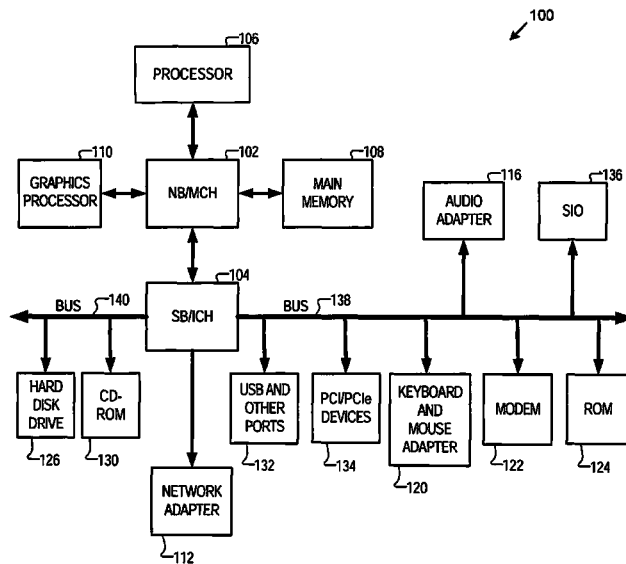 100
106
PROCESSOR
110
102
108
GRAPHICS
PROCESSOR
NB/MCH
MAIN
MEMORY
116
136
AUDIO
ADAPTER
SIO
104
140
BUS
SB/ICH
BUS
138
HARD
DISK
DRIVE
CD-
ROM
USB AND
OTHER
PORTS
PCI/PCIe
DEVICES
KEYBOARD
AND
MOUSE
ADAPTER
MODEM
ROM
126
130
132
134
120
122
124
NETWORK
ADAPTER
112